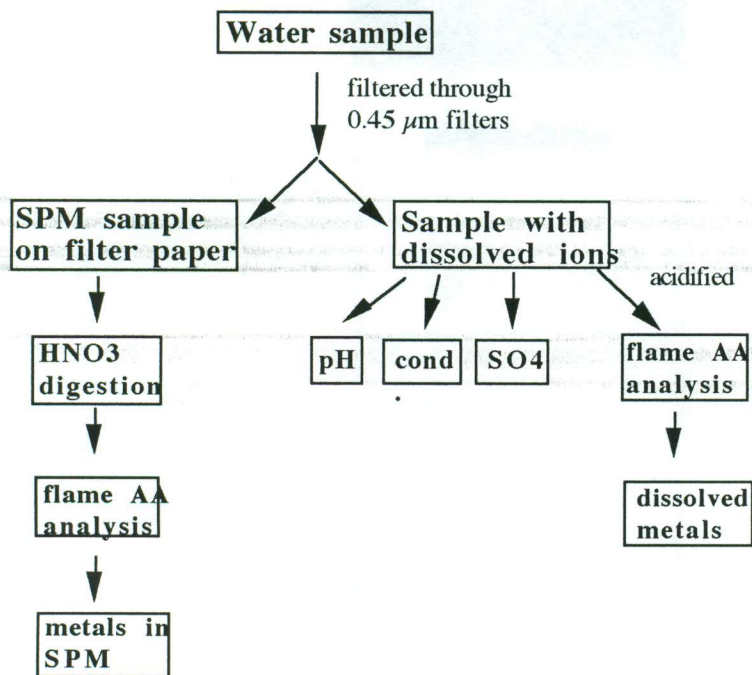 Water sample
filtered through
0.45 µm filters
SPM sample
on filter paper
Sample with
dissolved ions
acidified
HNO3
digestion
pH
cond
SO4
flame AA
analysis
flame AA
analysis
dissolved
metals
metals in
SPM